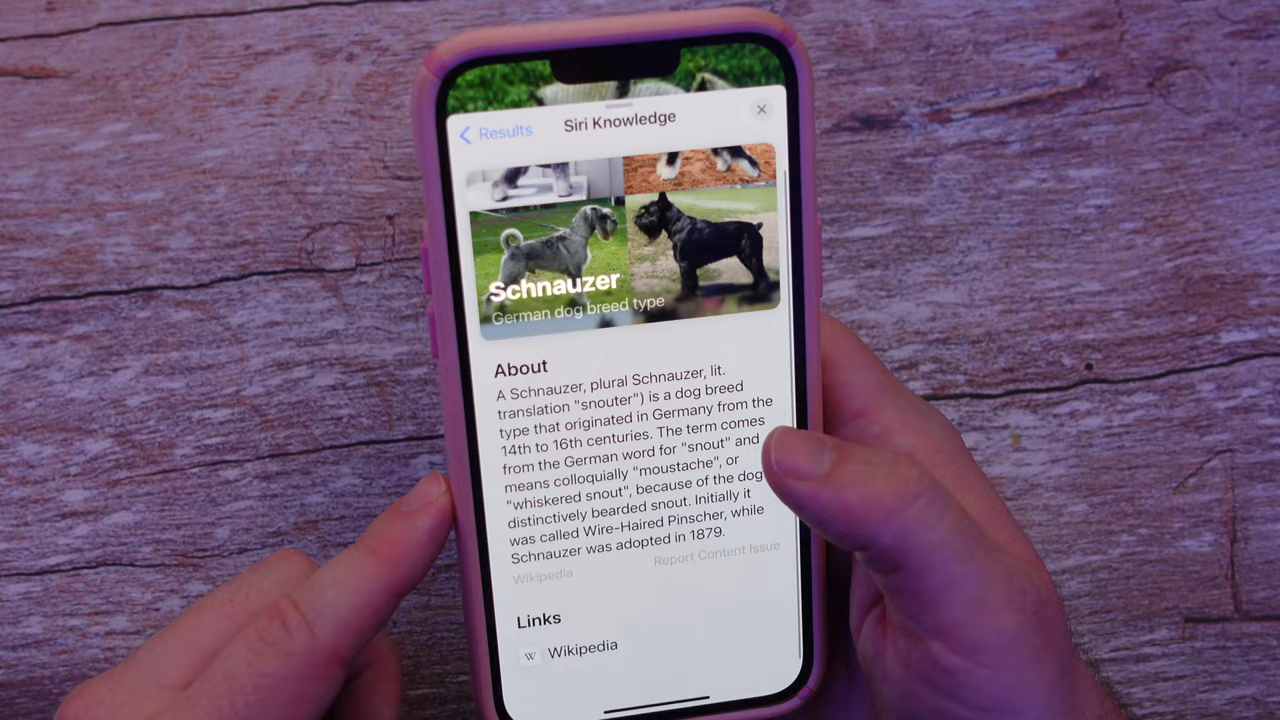 Results
Siri Knowledge
Schnauzer
German dog breed type
About
A Schnauzer, plural Schnauzer, lit.
translation "snouter") is a dog breed
type that originated in Germany from the
14th to 16th centuries. The term comes
from the German word for "snout" and
means colloquially "moustache", or
"whiskered snout", because of the dog
distinctively bearded snout. Initially it
was called Wire-Haired Pinscher, while
Schnauzer was adopted in 1879.
Wikipedia Report Content Issue
Links
W Wikipedia